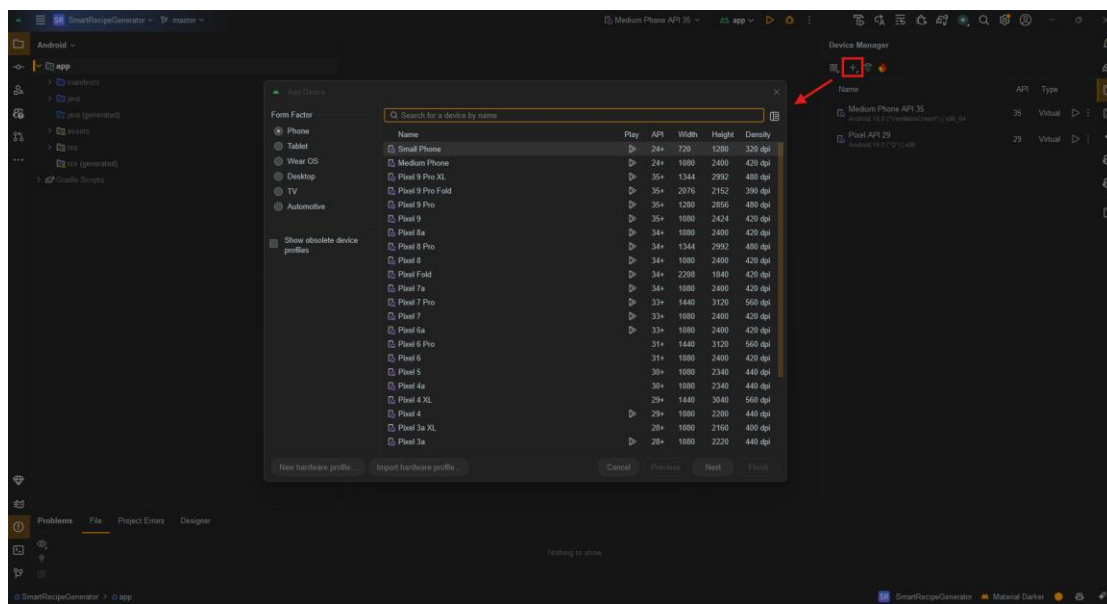 SR SmartRecipeGenerator master Medium Phone API 35 app
Android
app
manifests
java
java (generated)
assets
res
res (generated)
Gradle Scripts
Add Device
Form Factor
Phone
Tablet
Wear OS
Desktop
TV
Automotive
Show obsolete device
profiles
Search for a device by name
Name Play API Width Height Density
Small Phone 24+ 720 1280 320 dpi
Medium Phone 24+ 1080 2400 420 dpi
Pixel 9 Pro XL 35+ 1344 2992 480 dpi
Pixel 9 Pro Fold 35+ 2076 2152 390 dpi
Pixel 9 Pro 35+ 1280 2856 480 dpi
Pixel 9 35+ 1080 2424 420 dpi
Pixel 8a 34+ 1080 2400 420 dpi
Pixel 8 Pro 34+ 1344 2992 480 dpi
Pixel 8 34+ 1080 2400 420 dpi
Pixel Fold 34+ 2208 1840 420 dpi
Pixel 7a 34+ 1080 2400 420 dpi
Pixel 7 Pro 33+ 1440 3120 560 dpi
Pixel 7 33+ 1080 2400 420 dpi
Pixel 6a 33+ 1080 2400 420 dpi
Pixel 6 Pro 31+ 1440 3120 560 dpi
Pixel 6 31+ 1080 2400 420 dpi
Pixel 5 30+ 1080 2340 440 dpi
Pixel 4a 30+ 1080 2340 440 dpi
Pixel 4 XL 29+ 1440 3040 560 dpi
Pixel 4 29+ 1080 2280 440 dpi
Pixel 3a XL 28+ 1080 2160 400 dpi
Pixel 3a 28+ 1080 2220 440 dpi
New hardware profile... Import hardware profile... Cancel Previous Next Finish
Device Manager
Name API Type
Medium Phone API 35 35 Virtual
Android 15.0 ("VanillaIceCream") | x86_64
Pixel API 29 29 Virtual
Android 10.0 ("Q") | x86
Problems File Project Errors Designer
Nothing to show
SmartRecipeGenerator > app SR SmartRecipeGenerator Material Darker